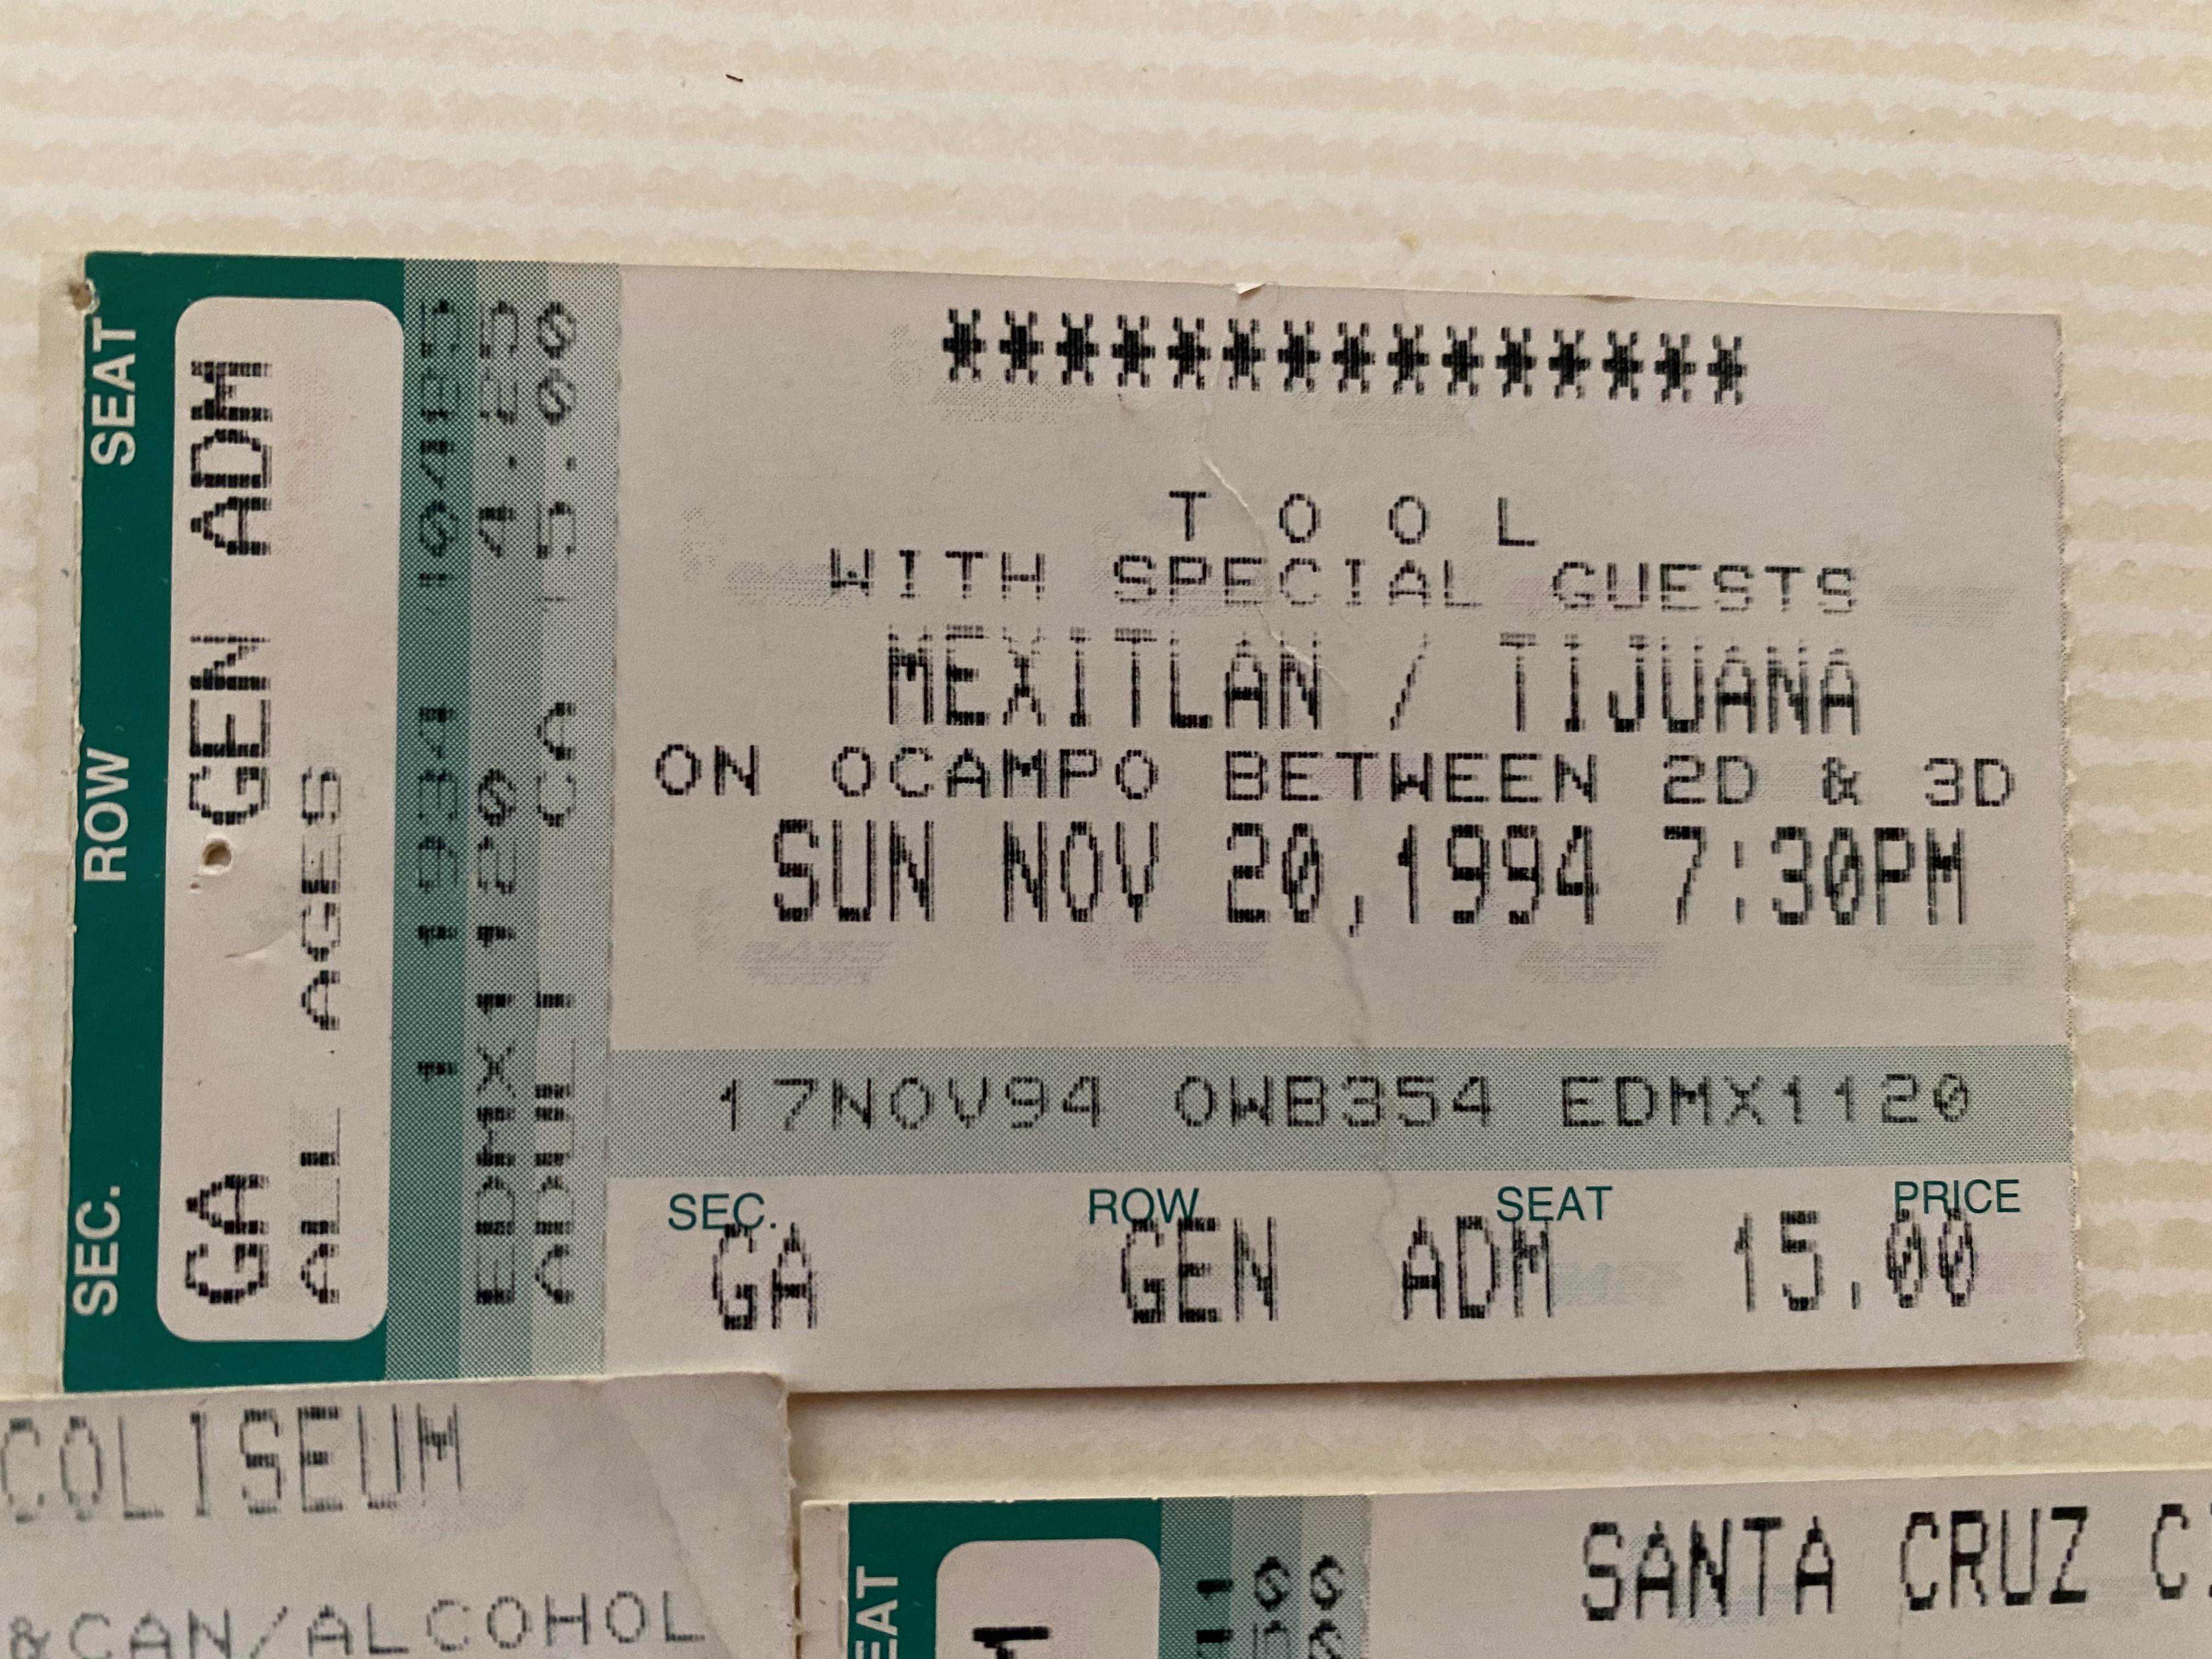 SEC. ROW SEAT
GA GEN ADM
ALL AGES
EDMX1120
ADULT CA 15.00
***************
T O O L
WITH SPECIAL GUESTS
MEXITLAN / TIJUANA
ON OCAMPO BETWEEN 2D & 3D
SUN NOV 20,1994 7:30PM
17NOV94 OWB354 EDMX1120
SEC. ROW SEAT PRICE
GA GEN ADM 15.00
COLISEUM
&CAN/ALCOHOL
SANTA CRUZ